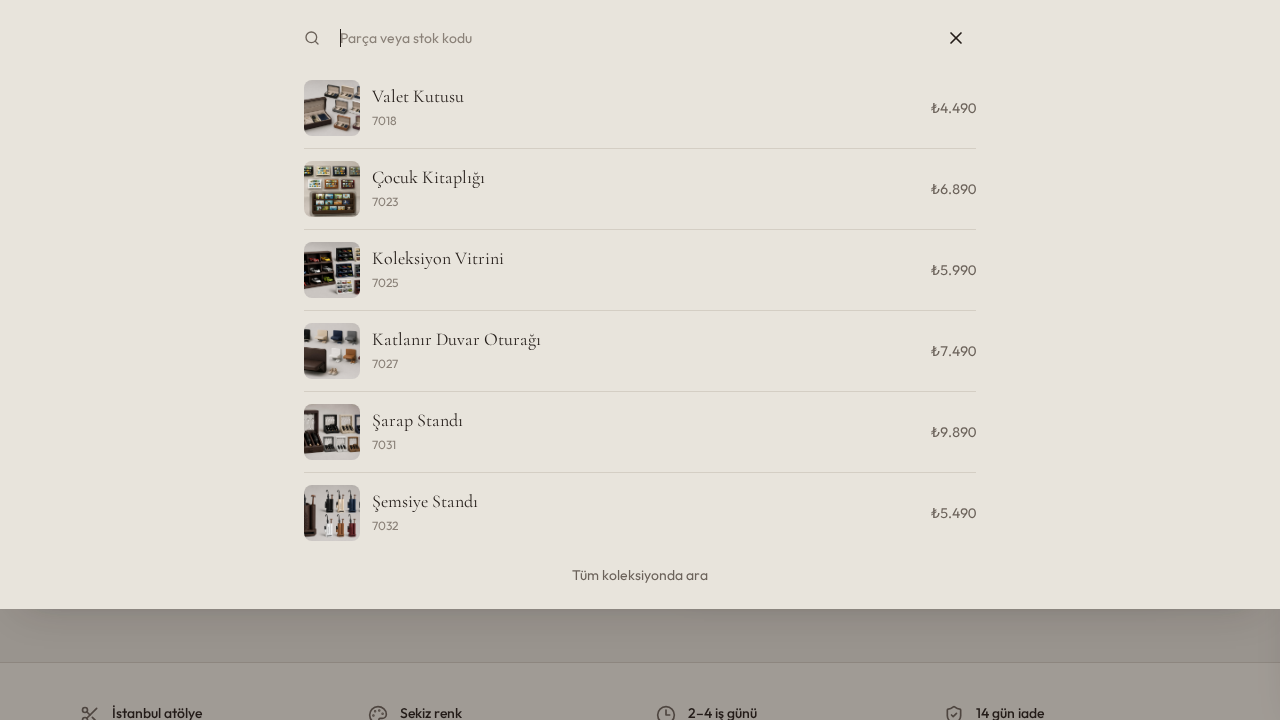 Parça veya stok kodu
Valet Kutusu
7018
₺4.490
Çocuk Kitaplığı
7023
₺6.890
Koleksiyon Vitrini
7025
₺5.990
Katlanır Duvar Oturağı
7027
₺7.490
Şarap Standı
7031
₺9.890
Şemsiye Standı
7032
₺5.490
Tüm koleksiyonda ara
İstanbul atölye
Sekiz renk
2–4 iş günü
14 gün iade